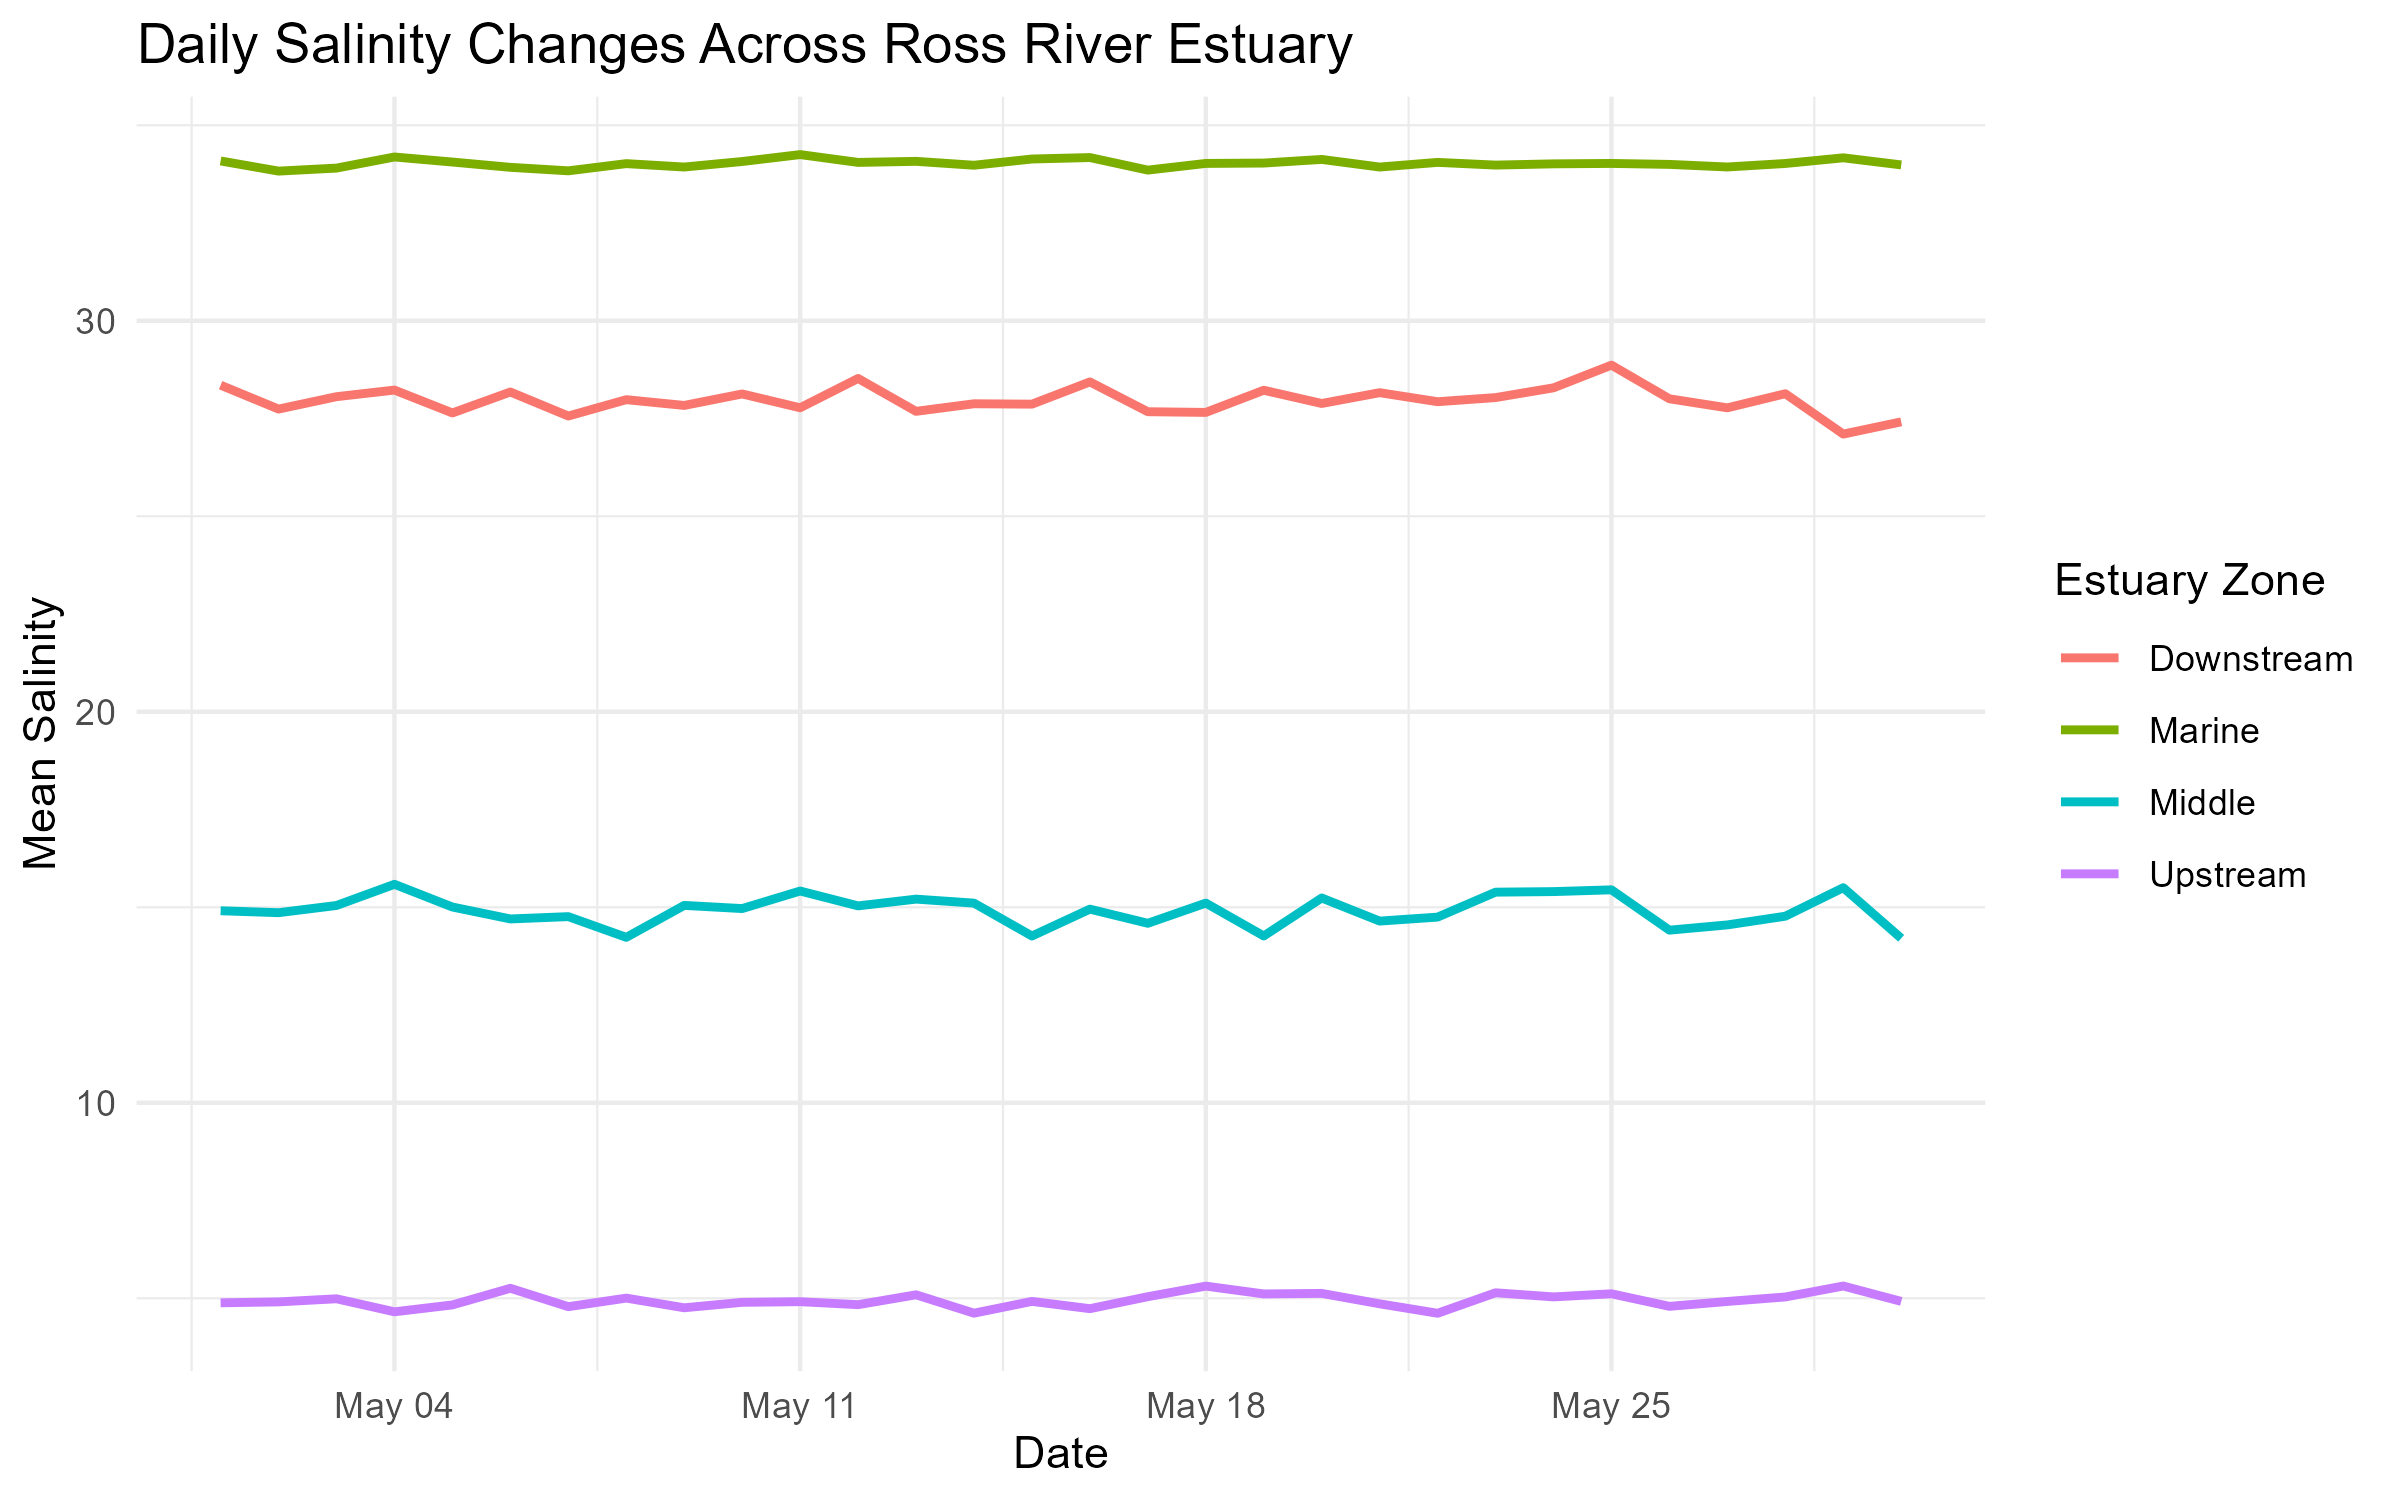 Daily Salinity Changes Across Ross River Estuary
Mean Salinity
30
20
10
May 04
May 11
May 18
May 25
Date
Estuary Zone
Downstream
Marine
Middle
Upstream